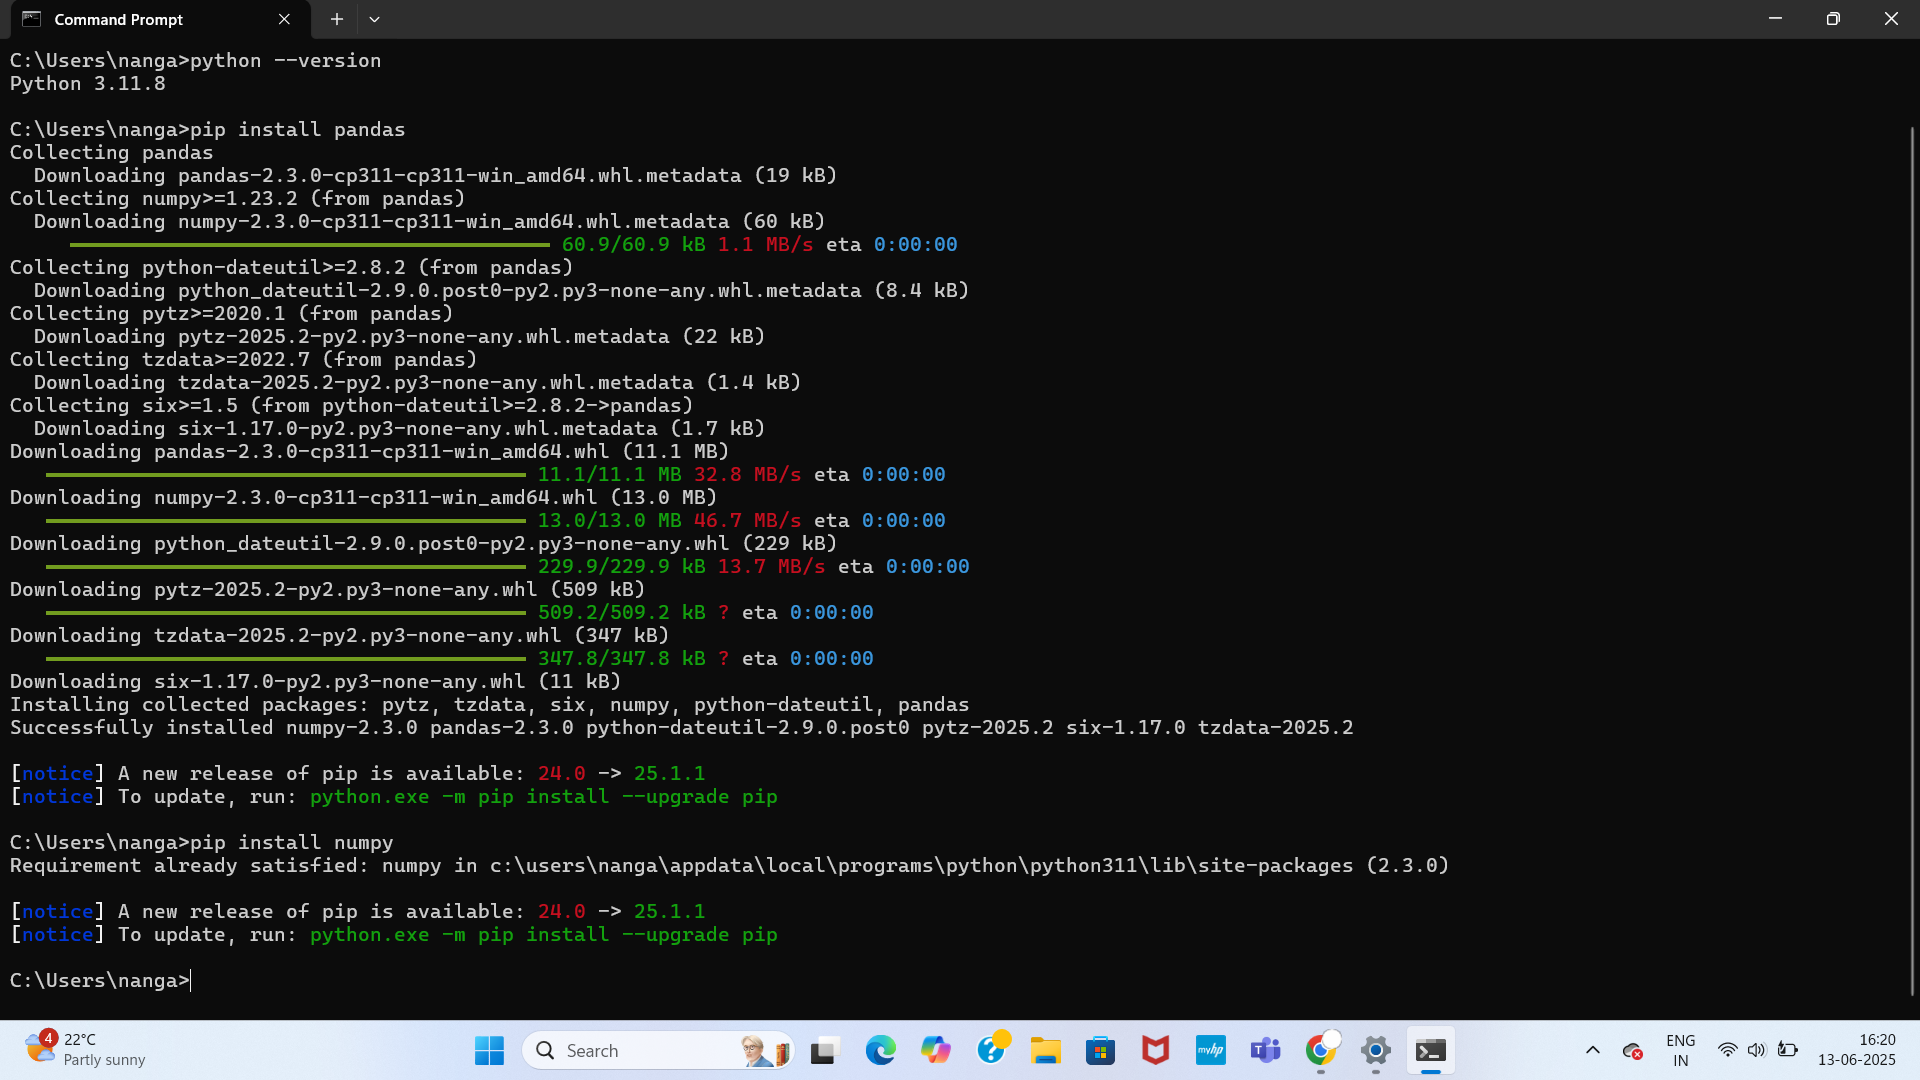 Command Prompt
C:\Users\nanga>python --version
Python 3.11.8
C:\Users\nanga>pip install pandas
Collecting pandas
  Downloading pandas-2.3.0-cp311-cp311-win_amd64.whl.metadata (19 kB)
Collecting numpy>=1.23.2 (from pandas)
  Downloading numpy-2.3.0-cp311-cp311-win_amd64.whl.metadata (60 kB)
60.9/60.9 kB 1.1 MB/s eta 0:00:00
Collecting python-dateutil>=2.8.2 (from pandas)
  Downloading python_dateutil-2.9.0.post0-py2.py3-none-any.whl.metadata (8.4 kB)
Collecting pytz>=2020.1 (from pandas)
  Downloading pytz-2025.2-py2.py3-none-any.whl.metadata (22 kB)
Collecting tzdata>=2022.7 (from pandas)
  Downloading tzdata-2025.2-py2.py3-none-any.whl.metadata (1.4 kB)
Collecting six>=1.5 (from python-dateutil>=2.8.2->pandas)
  Downloading six-1.17.0-py2.py3-none-any.whl.metadata (1.7 kB)
Downloading pandas-2.3.0-cp311-cp311-win_amd64.whl (11.1 MB)
11.1/11.1 MB 32.8 MB/s eta 0:00:00
Downloading numpy-2.3.0-cp311-cp311-win_amd64.whl (13.0 MB)
13.0/13.0 MB 46.7 MB/s eta 0:00:00
Downloading python_dateutil-2.9.0.post0-py2.py3-none-any.whl (229 kB)
229.9/229.9 kB 13.7 MB/s eta 0:00:00
Downloading pytz-2025.2-py2.py3-none-any.whl (509 kB)
509.2/509.2 kB ? eta 0:00:00
Downloading tzdata-2025.2-py2.py3-none-any.whl (347 kB)
347.8/347.8 kB ? eta 0:00:00
Downloading six-1.17.0-py2.py3-none-any.whl (11 kB)
Installing collected packages: pytz, tzdata, six, numpy, python-dateutil, pandas
Successfully installed numpy-2.3.0 pandas-2.3.0 python-dateutil-2.9.0.post0 pytz-2025.2 six-1.17.0 tzdata-2025.2
[notice] A new release of pip is available: 24.0 -> 25.1.1
[notice] To update, run: python.exe -m pip install --upgrade pip
C:\Users\nanga>pip install numpy
Requirement already satisfied: numpy in c:\users\nanga\appdata\local\programs\python\python311\lib\site-packages (2.3.0)
[notice] A new release of pip is available: 24.0 -> 25.1.1
[notice] To update, run: python.exe -m pip install --upgrade pip
C:\Users\nanga>
4
22°C
Partly sunny
Search
myhp
T
ENG
IN
16:20
13-06-2025